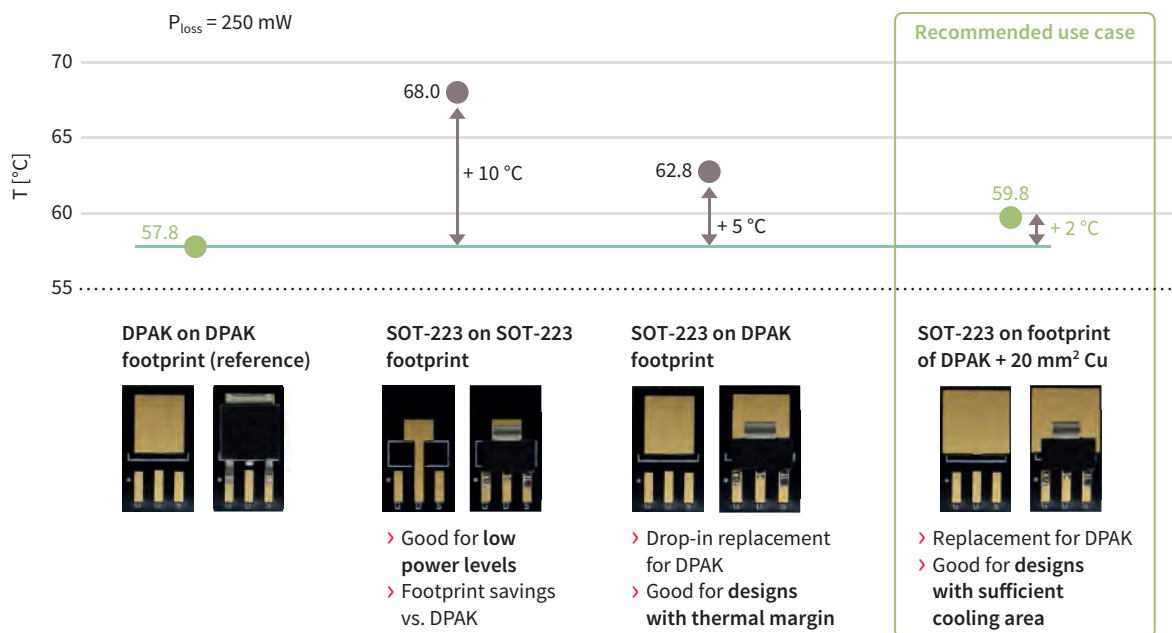 P_loss = 250 mW
Recommended use case
70
68.0
65
+ 10 °C
62.8
T [°C]
59.8
60
57.8
+ 5 °C
+ 2 °C
55
DPAK on DPAK
footprint (reference)
SOT-223 on SOT-223
footprint
SOT-223 on DPAK
footprint
SOT-223 on footprint
of DPAK + 20 mm² Cu
› Good for low
power levels
› Footprint savings
vs. DPAK
› Drop-in replacement
for DPAK
› Good for designs
with thermal margin
› Replacement for DPAK
› Good for designs
with sufficient
cooling area